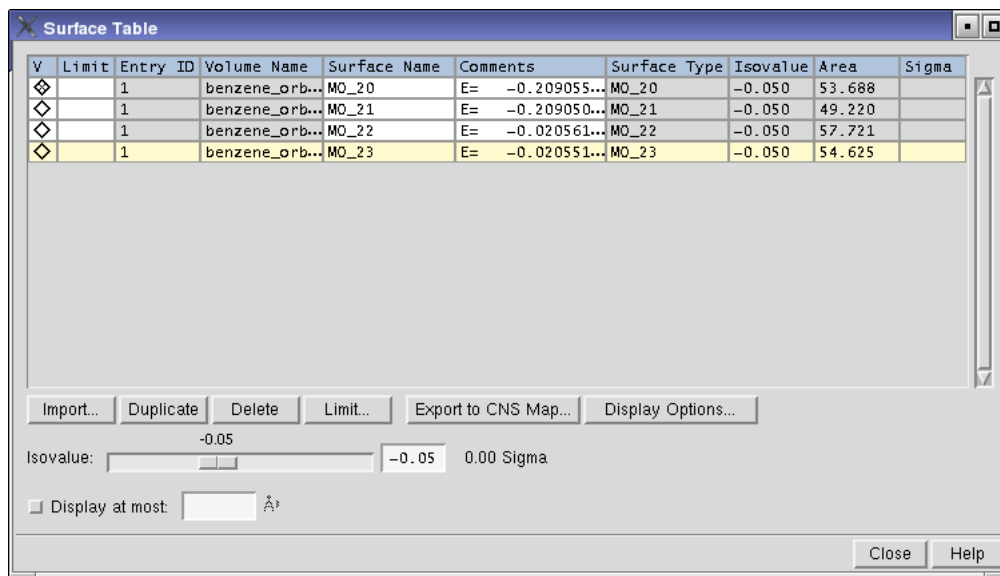 Surface Table
V Limit Entry ID Volume Name Surface Name Comments Surface Type Isovalue Area Sigma
1 benzene_orb... MO_20 E= -0.209055... MO_20 -0.050 53.688
1 benzene_orb... MO_21 E= -0.209050... MO_21 -0.050 49.220
1 benzene_orb... MO_22 E= -0.020561... MO_22 -0.050 57.721
1 benzene_orb... MO_23 E= -0.020551... MO_23 -0.050 54.625
Import... Duplicate Delete Limit... Export to CNS Map... Display Options...
-0.05
Isovalue: -0.05 0.00 Sigma
Display at most: Å³
Close Help